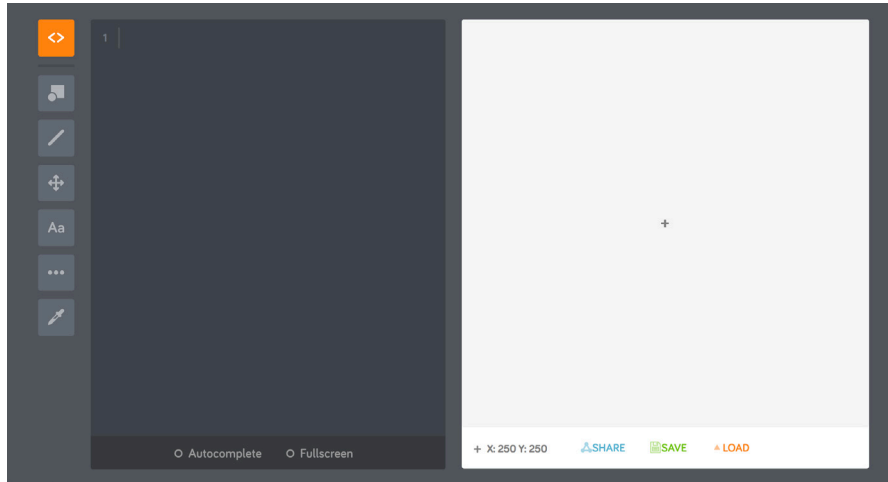 <>
1
Aa
Autocomplete Fullscreen
+ X: 250 Y: 250 SHARE SAVE LOAD